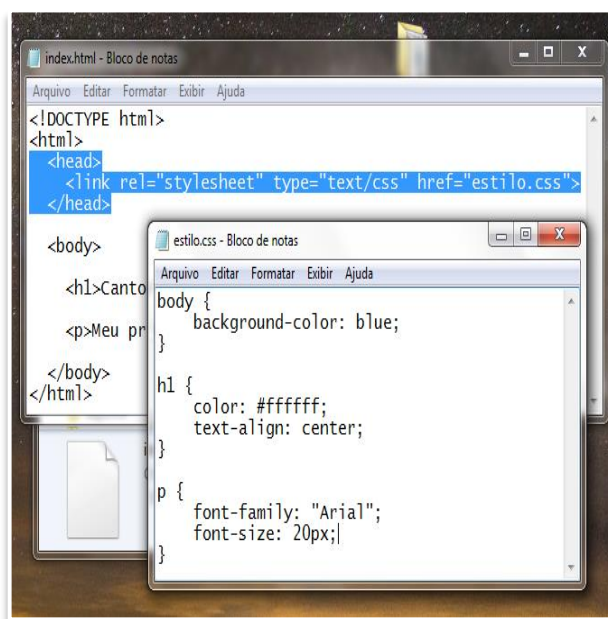 index.html - Bloco de notas
Arquivo Editar Formatar Exibir Ajuda
<!DOCTYPE html>
<html>
<head>
<link rel="stylesheet" type="text/css" href="estilo.css">
</head>
<body>
<h1>Canto
<p>Meu pr
</body>
</html>
estilo.css - Bloco de notas
Arquivo Editar Formatar Exibir Ajuda
body {
background-color: blue;
}
h1 {
color: #ffffff;
text-align: center;
}
p {
font-family: "Arial";
font-size: 20px;
}